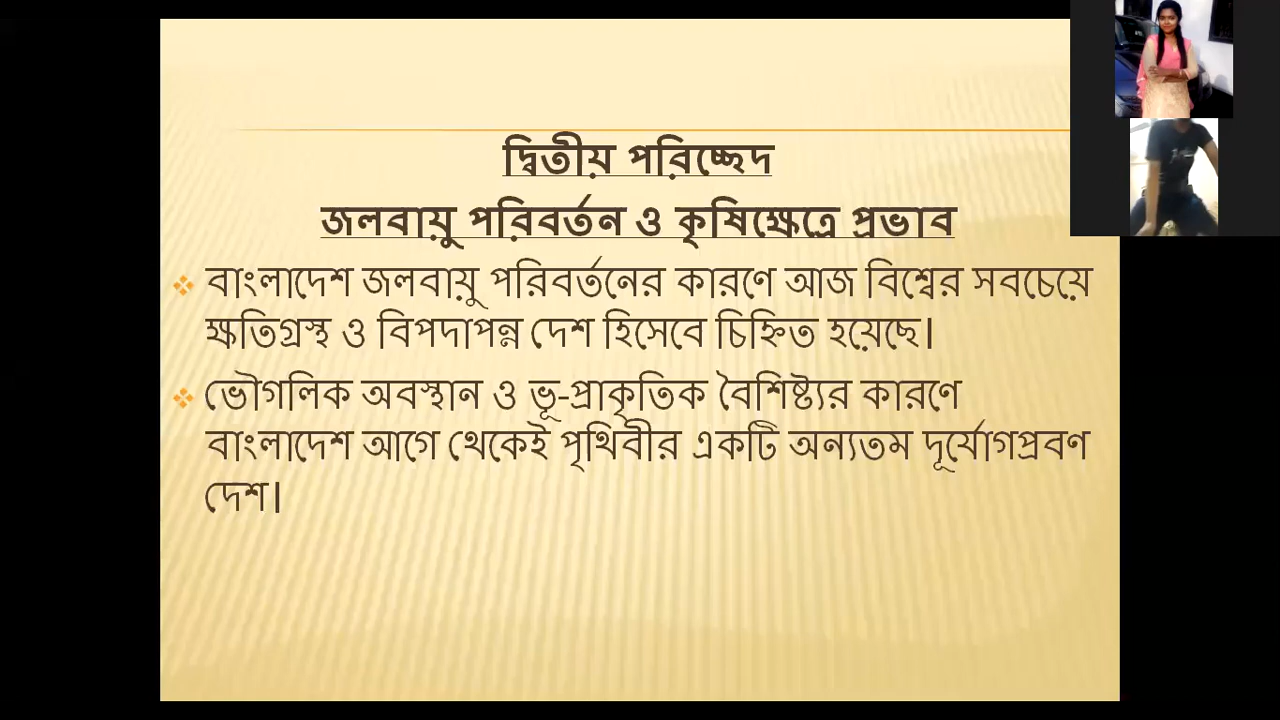 দ্বিতীয় পরিচ্ছেদ
জলবায়ু পরিবর্তন ও কৃষিক্ষেত্রে প্রভাব
বাংলাদেশ জলবায়ু পরিবর্তনের কারণে আজ বিশ্বের সবচেয়ে
ক্ষতিগ্রস্থ ও বিপদাপন্ন দেশ হিসেবে চিহ্নিত হয়েছে।
ভৌগলিক অবস্থান ও ভূ-প্রাকৃতিক বৈশিষ্ট্যর কারণে
বাংলাদেশ আগে থেকেই পৃথিবীর একটি অন্যতম দূর্যোগপ্রবণ
দেশ।